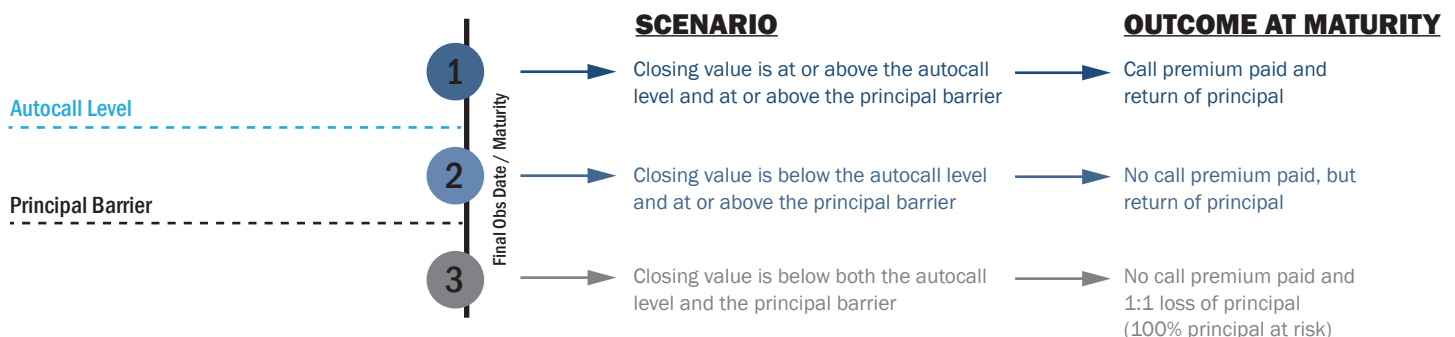 SCENARIO
OUTCOME AT MATURITY
Autocall Level
Principal Barrier
Final Obs Date / Maturity
1
Closing value is at or above the autocall
level and at or above the principal barrier
Call premium paid and
return of principal
2
Closing value is below the autocall level
and at or above the principal barrier
No call premium paid, but
return of principal
3
Closing value is below both the autocall
level and the principal barrier
No call premium paid and
1:1 loss of principal
(100% principal at risk)